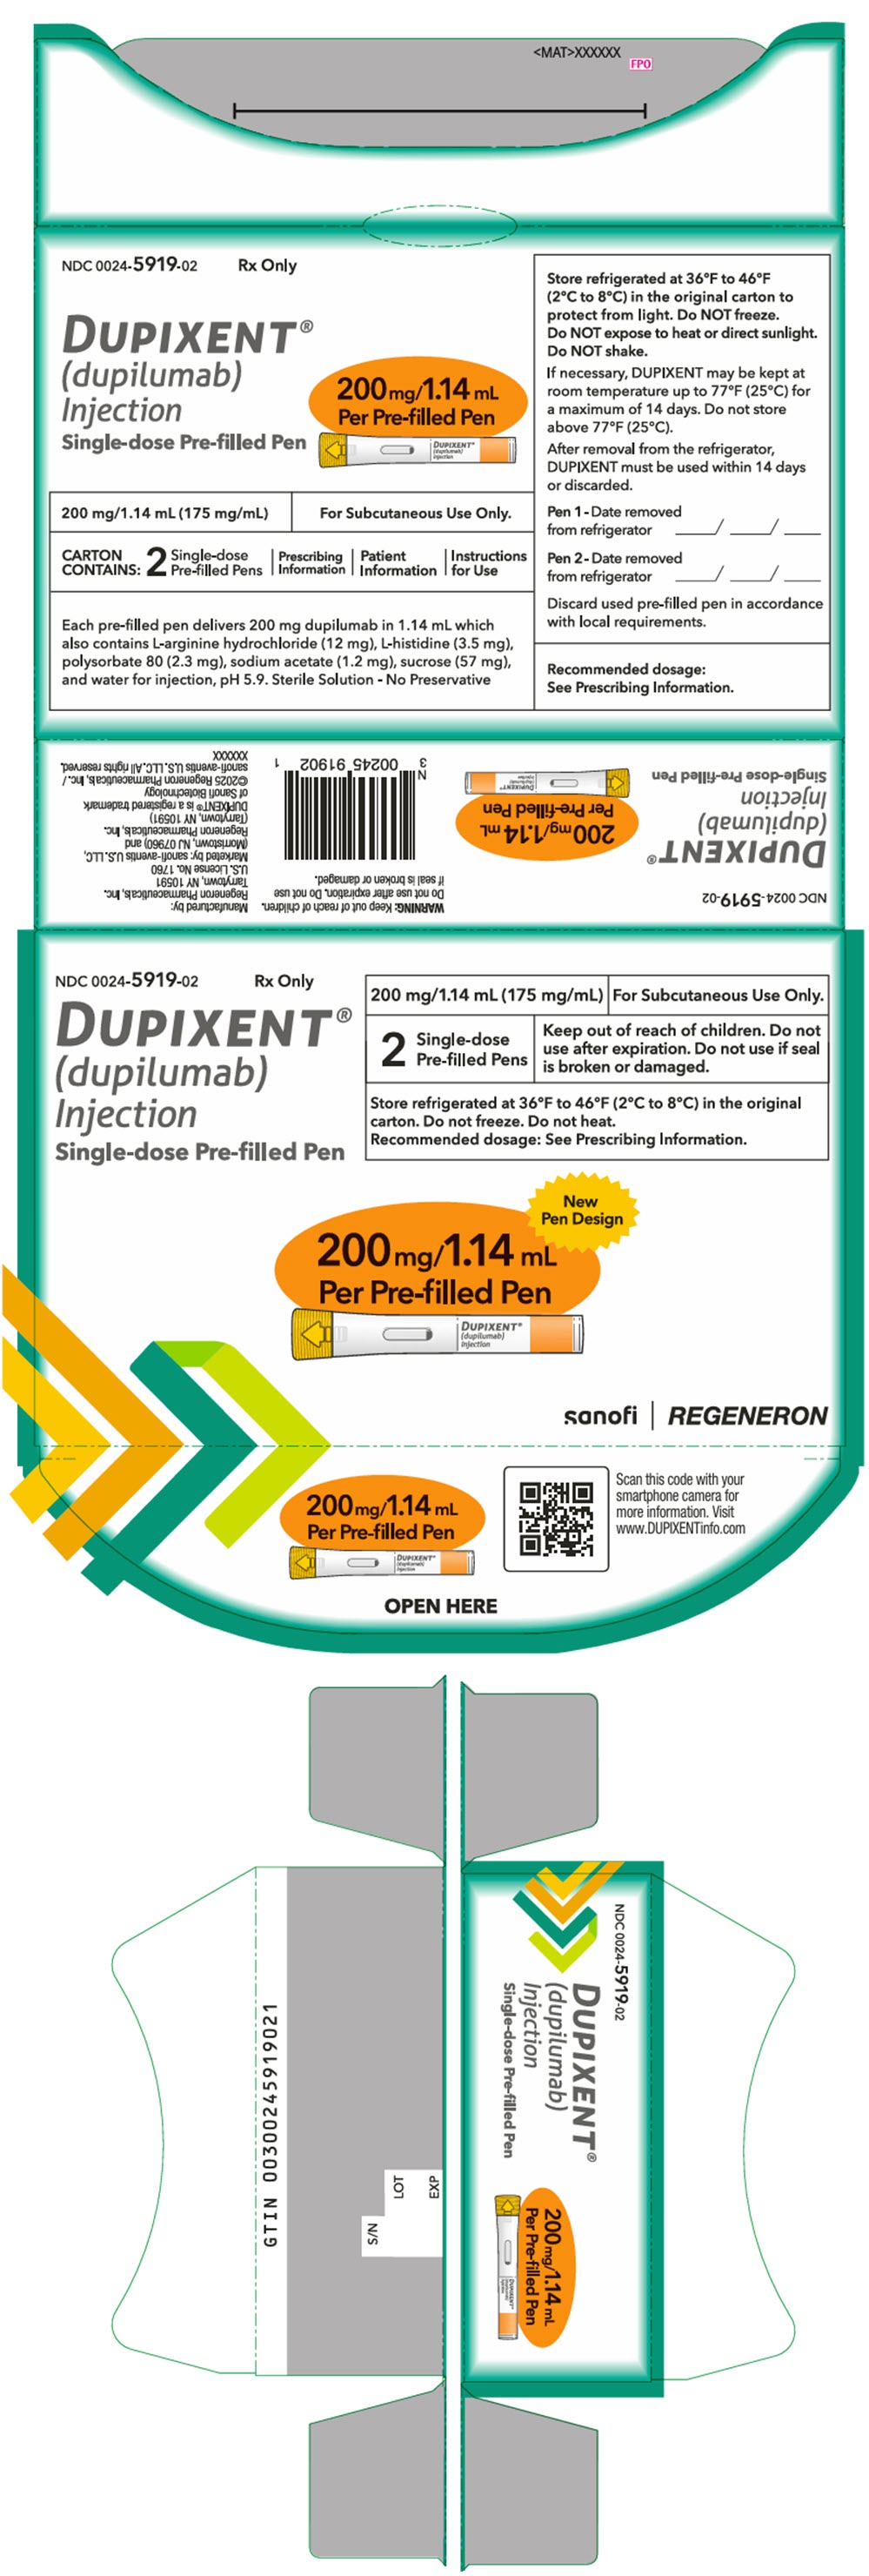 <MAT>XXXXXX
FPO
NDC 0024-5919-02 Rx Only
DUPIXENT®
(dupilumab)
Injection
Single-dose Pre-filled Pen
200 mg/1.14 mL
Per Pre-filled Pen
DUPIXENT®
(dupilumab)
Injection
200 mg/1.14 mL (175 mg/mL) For Subcutaneous Use Only.
CARTON CONTAINS: 2 Single-dose Pre-filled Pens | Prescribing Information | Patient Information | Instructions for Use
Each pre-filled pen delivers 200 mg dupilumab in 1.14 mL which
also contains L-arginine hydrochloride (12 mg), L-histidine (3.5 mg),
polysorbate 80 (2.3 mg), sodium acetate (1.2 mg), sucrose (57 mg),
and water for injection, pH 5.9. Sterile Solution - No Preservative
Store refrigerated at 36°F to 46°F
(2°C to 8°C) in the original carton to
protect from light. Do NOT freeze.
Do NOT expose to heat or direct sunlight.
Do NOT shake.
If necessary, DUPIXENT may be kept at
room temperature up to 77°F (25°C) for
a maximum of 14 days. Do not store
above 77°F (25°C).
After removal from the refrigerator,
DUPIXENT must be used within 14 days
or discarded.
Pen 1 - Date removed
from refrigerator ____/ ____/ ____
Pen 2 - Date removed
from refrigerator ____/ ____/ ____
Discard used pre-filled pen in accordance
with local requirements.
Recommended dosage:
See Prescribing Information.
NDC 0024-5919-02
DUPIXENT®
(dupilumab)
Injection
Single-dose Pre-filled Pen
200 mg/1.14 mL
Per Pre-filled Pen
DUPIXENT®
(dupilumab)
Injection
WARNING: Keep out of reach of children.
Do not use after expiration. Do not use
if seal is broken or damaged.
N
3 00245 91902 1
Manufactured by:
Regeneron Pharmaceuticals, Inc.
Tarrytown, NY 10591
U.S. License No. 1760
Marketed by: sanofi-aventis U.S. LLC,
(Morristown, NJ 07960) and
Regeneron Pharmaceuticals, Inc.
(Tarrytown, NY 10591)
DUPIXENT® is a registered trademark
of Sanofi Biotechnology
©2025 Regeneron Pharmaceuticals, Inc. /
sanofi-aventis U.S. LLC. All rights reserved.
XXXXXX
NDC 0024-5919-02 Rx Only
DUPIXENT®
(dupilumab)
Injection
Single-dose Pre-filled Pen
200 mg/1.14 mL (175 mg/mL) For Subcutaneous Use Only.
2 Single-dose Pre-filled Pens
Keep out of reach of children. Do not
use after expiration. Do not use if seal
is broken or damaged.
Store refrigerated at 36°F to 46°F (2°C to 8°C) in the original
carton. Do not freeze. Do not heat.
Recommended dosage: See Prescribing Information.
New
Pen Design
200 mg/1.14 mL
Per Pre-filled Pen
DUPIXENT®
(dupilumab)
Injection
sanofi | REGENERON
200 mg/1.14 mL
Per Pre-filled Pen
DUPIXENT®
(dupilumab)
Injection
Scan this code with your
smartphone camera for
more information. Visit
www.DUPIXENTinfo.com
OPEN HERE
GTIN 00300245919021
S/N
LOT
EXP
NDC 0024-5919-02
DUPIXENT®
(dupilumab)
Injection
Single-dose Pre-filled Pen
200 mg/1.14 mL
Per Pre-filled Pen
DUPIXENT®
(dupilumab)
Injection